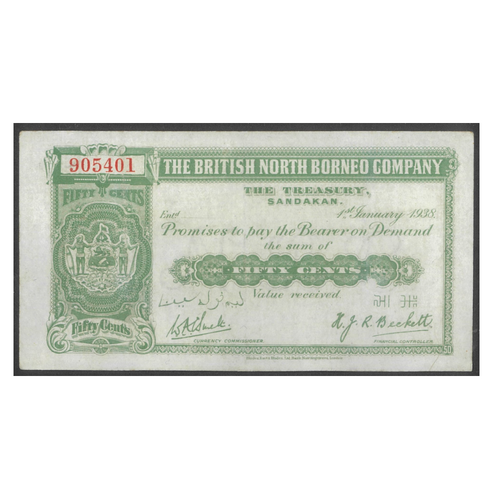 905401
FIFTY CENTS
THE BRITISH NORTH BORNEO COMPANY
THE TREASURY,
SANDAKAN.
Entd 1st January 1938.
Promises to pay the Bearer on Demand
the sum of
FIFTY CENTS
Value received
H. J. R. Beckett
Fifty Cents
CURRENCY COMMISSIONER. FINANCIAL CONTROLLER.